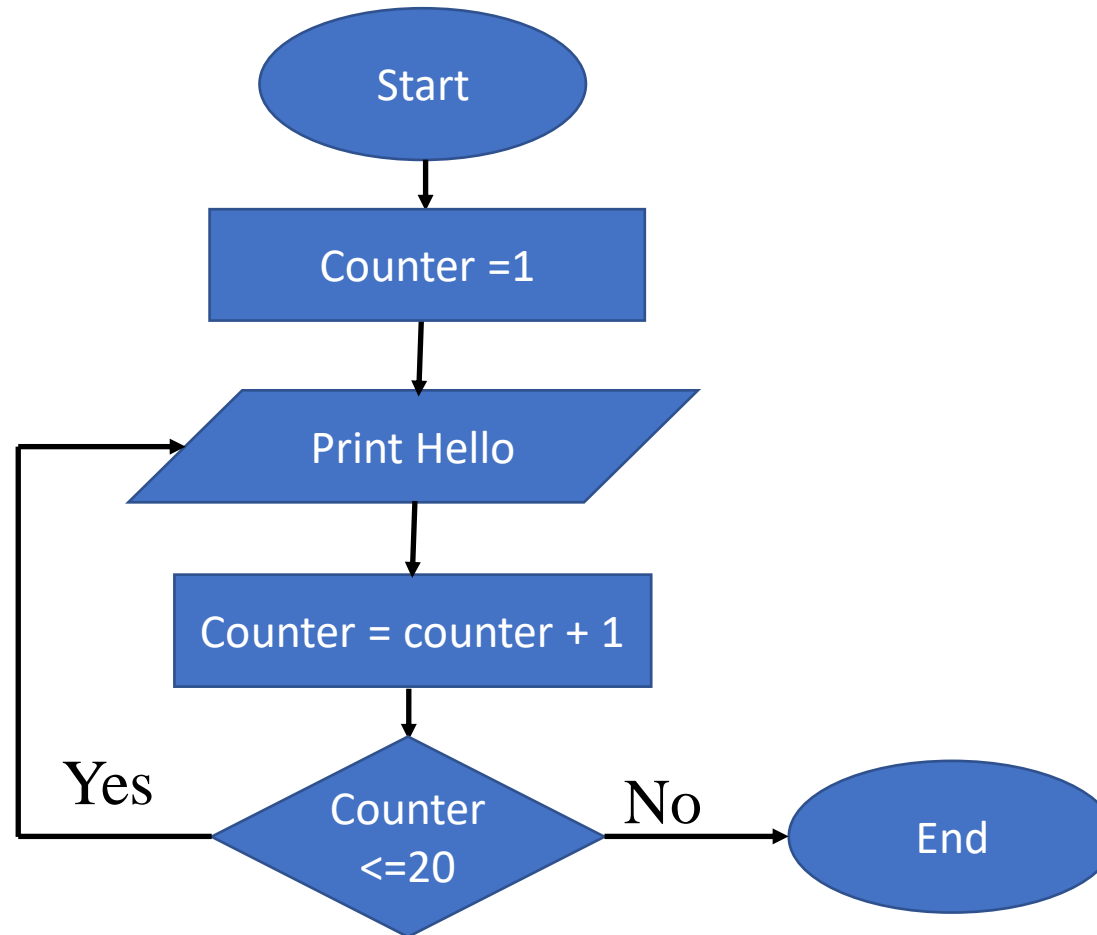 Start
Counter =1
Print Hello
Counter = counter + 1
Yes
Counter
<=20
No
End